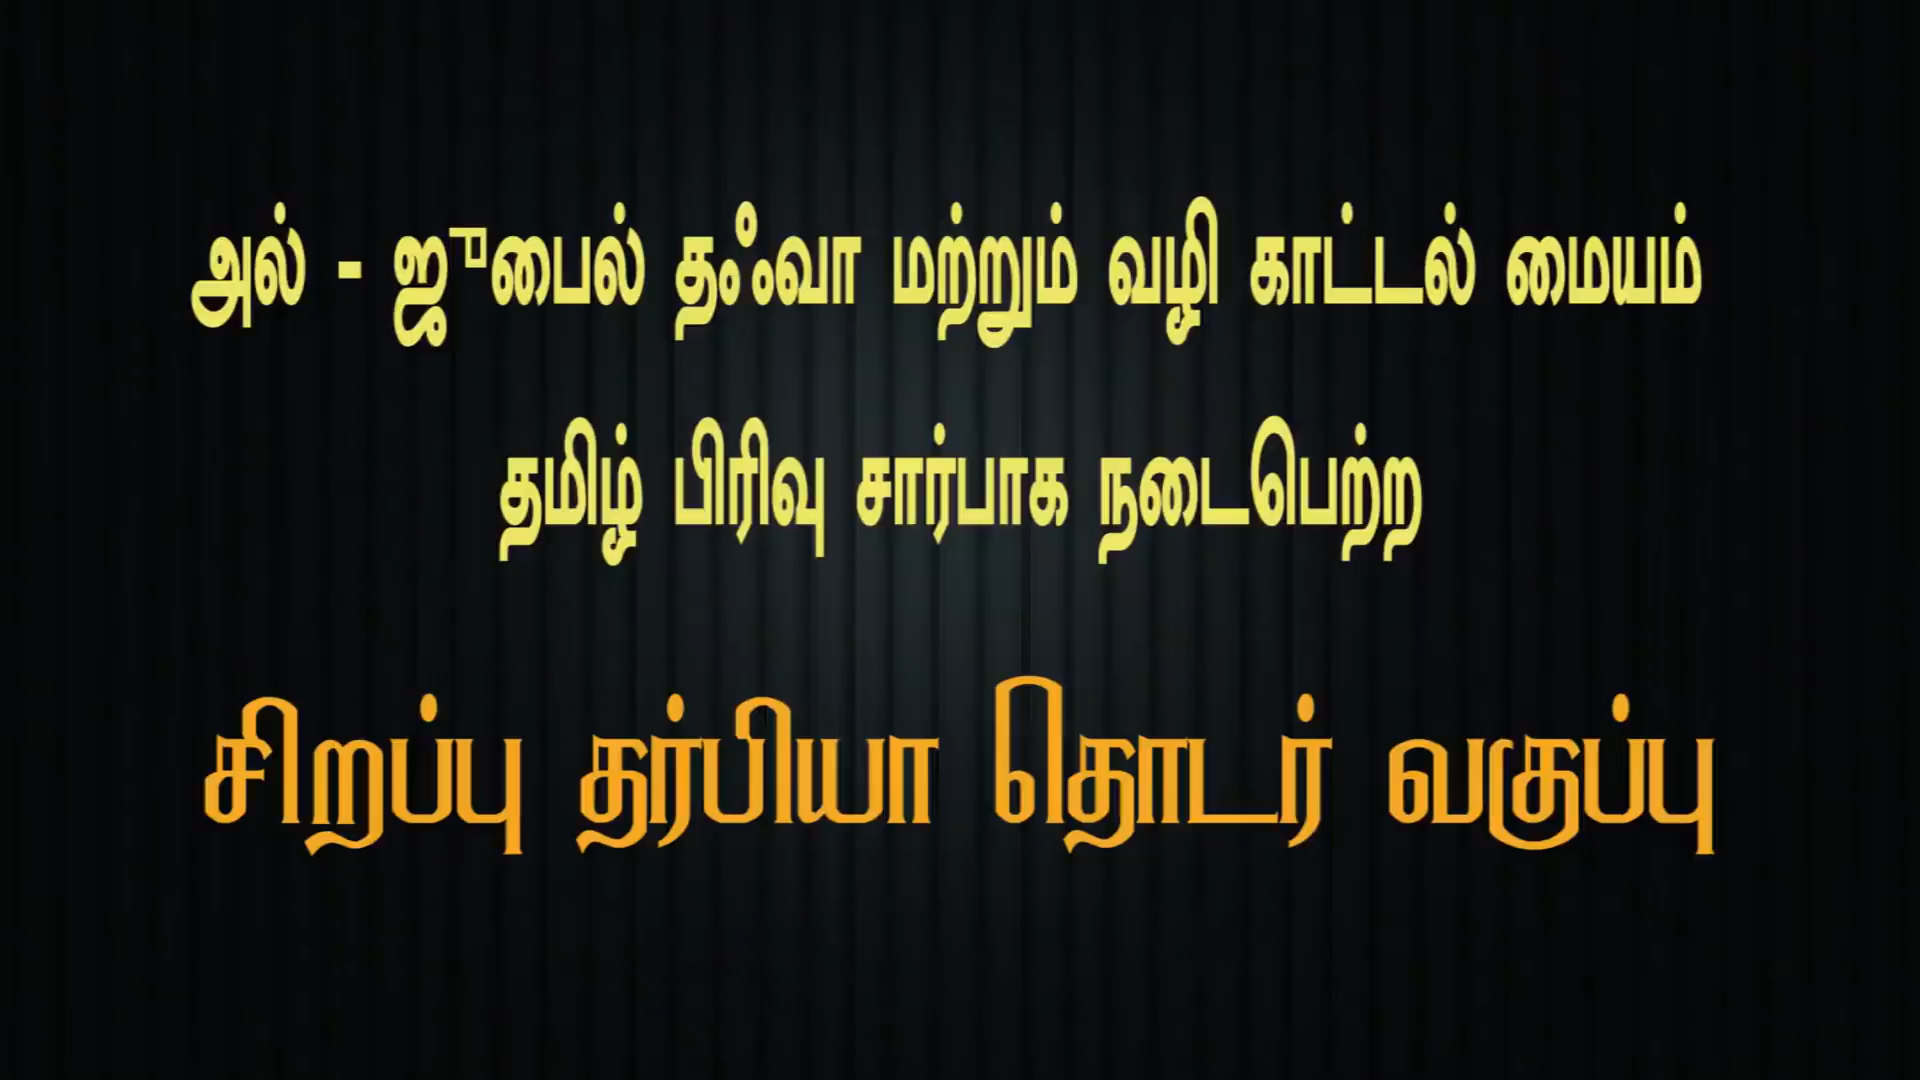 அல் - ஜுபைல் தஃவா மற்றும் வழி காட்டல் மையம்
தமிழ் பிரிவு சார்பாக நடைபெற்ற
சிறப்பு தர்பியா தொடர் வகுப்பு